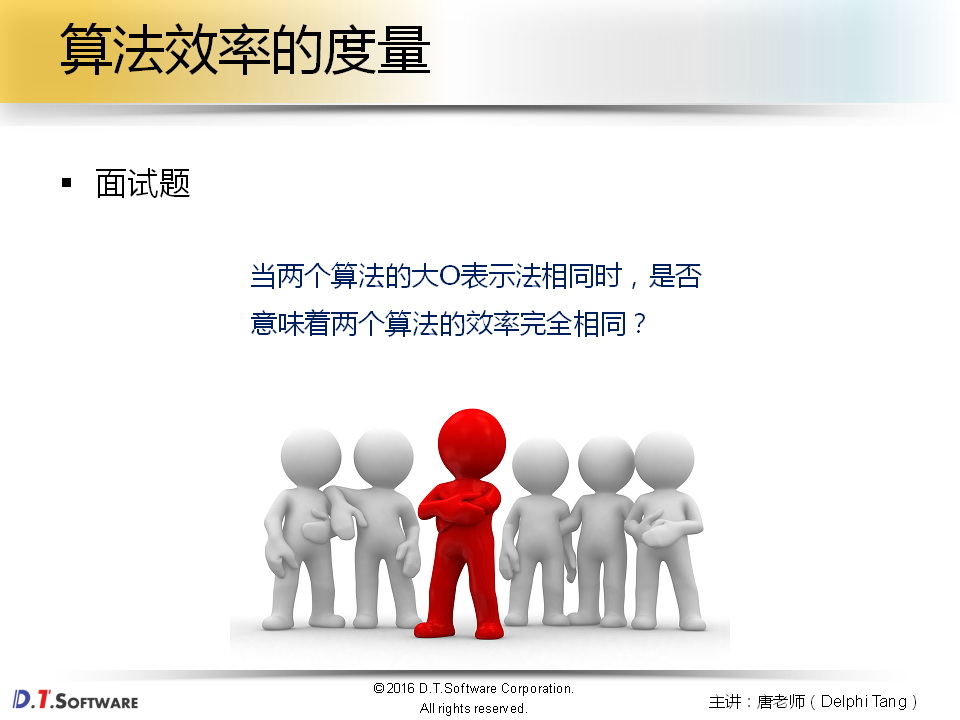 算法效率的度量
▪ 面试题
当两个算法的大O表示法相同时，是否
意味着两个算法的效率完全相同？
D.T.SOFTWARE
©2016 D.T.Software Corporation.
All rights reserved.
主讲：唐老师（Delphi Tang）